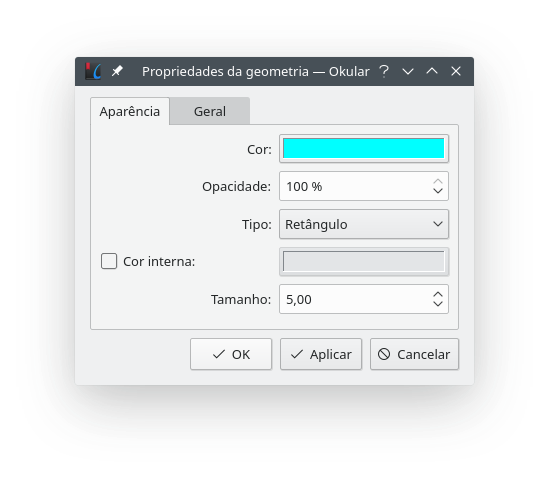 Propriedades da geometria — Okular
Aparência Geral
Cor:
Opacidade: 100 %
Tipo: Retângulo
Cor interna:
Tamanho: 5,00
OK Aplicar Cancelar